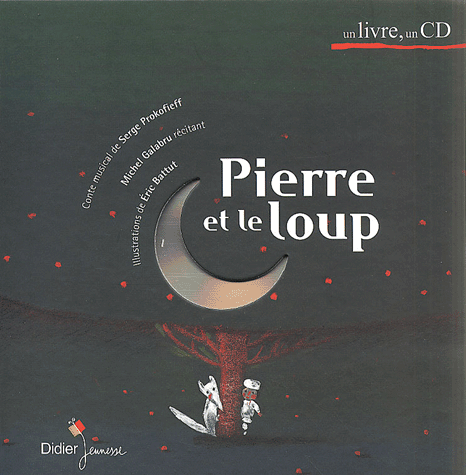 un livre, un CD
Conte musical de Serge Prokofieff
Michel Galabru récitant
Illustrations de Éric Battut
Pierre
et le loup
Didier
Jeunesse